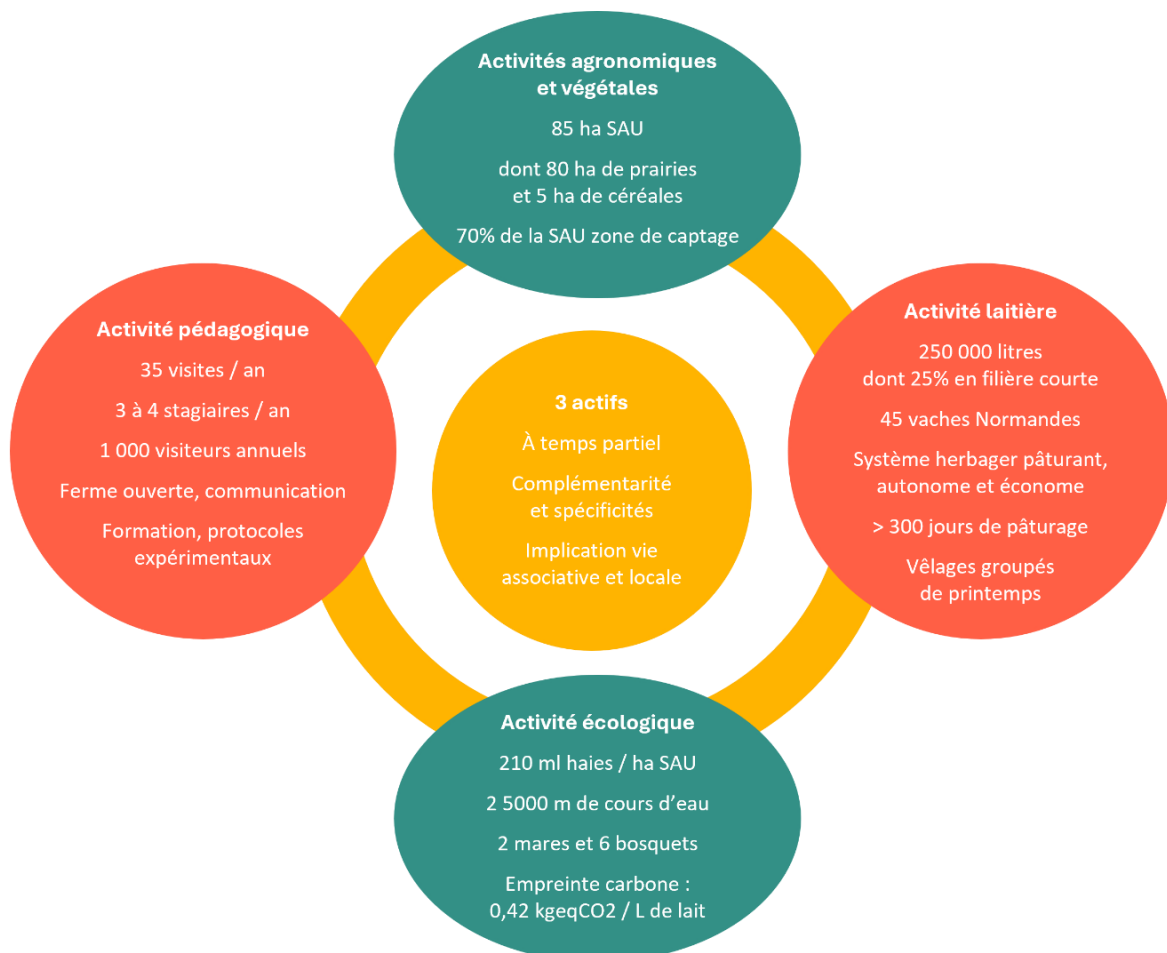 Activités agronomiques
et végétales
85 ha SAU
dont 80 ha de prairies
et 5 ha de céréales
70% de la SAU zone de captage
Activité pédagogique
35 visites / an
3 à 4 stagiaires / an
1 000 visiteurs annuels
Ferme ouverte, communication
Formation, protocoles
expérimentaux
3 actifs
À temps partiel
Complémentarité
et spécificités
Implication vie
associative et locale
Activité laitière
250 000 litres
dont 25% en filière courte
45 vaches Normandes
Système herbager pâturant,
autonome et économe
> 300 jours de pâturage
Vêlages groupés
de printemps
Activité écologique
210 ml haies / ha SAU
2 5000 m de cours d’eau
2 mares et 6 bosquets
Empreinte carbone :
0,42 kgeqCO2 / L de lait